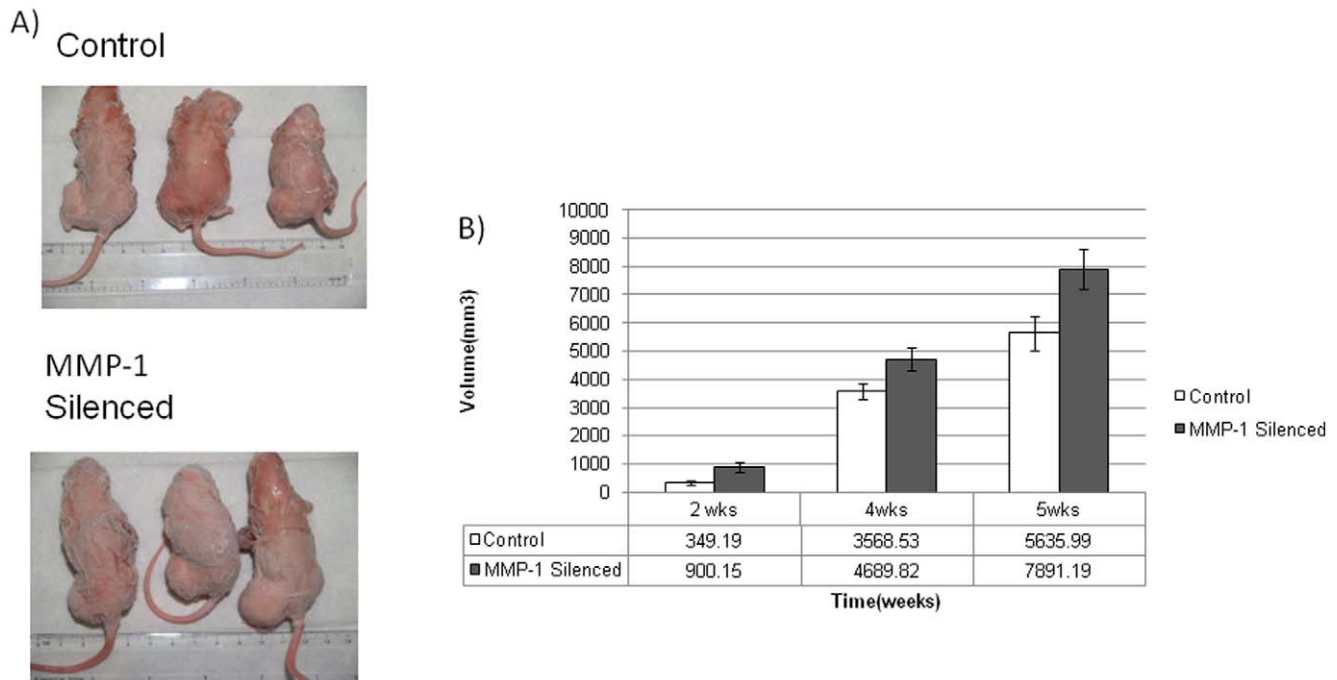 A)
Control
MMP-1
Silenced
B)
Volume(mm3)
10000
9000
8000
7000
6000
5000
4000
3000
2000
1000
0
2 wks 4wks 5wks
Control 349.19 3568.53 5635.99
MMP-1 Silenced 900.15 4689.82 7891.19
Time(weeks)
Control
MMP-1 Silenced